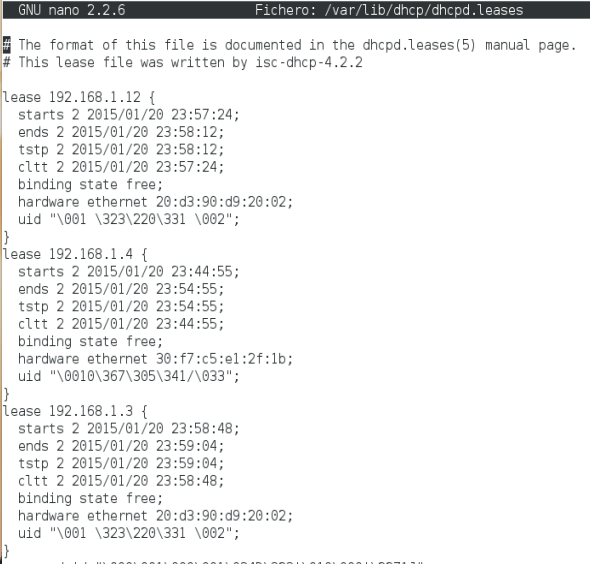 GNU nano 2.2.6 Fichero: /var/lib/dhcp/dhcpd.leases
# The format of this file is documented in the dhcpd.leases(5) manual page.
# This lease file was written by isc-dhcp-4.2.2
lease 192.168.1.12 {
starts 2 2015/01/20 23:57:24;
ends 2 2015/01/20 23:58:12;
tstp 2 2015/01/20 23:58:12;
cltt 2 2015/01/20 23:57:24;
binding state free;
hardware ethernet 20:d3:90:d9:20:02;
uid "\001 \323\220\331 \002";
}
lease 192.168.1.4 {
starts 2 2015/01/20 23:44:55;
ends 2 2015/01/20 23:54:55;
tstp 2 2015/01/20 23:54:55;
cltt 2 2015/01/20 23:44:55;
binding state free;
hardware ethernet 30:f7:c5:e1:2f:1b;
uid "\0010\367\305\341/\033";
}
lease 192.168.1.3 {
starts 2 2015/01/20 23:58:48;
ends 2 2015/01/20 23:59:04;
tstp 2 2015/01/20 23:59:04;
cltt 2 2015/01/20 23:58:48;
binding state free;
hardware ethernet 20:d3:90:d9:20:02;
uid "\001 \323\220\331 \002";
}